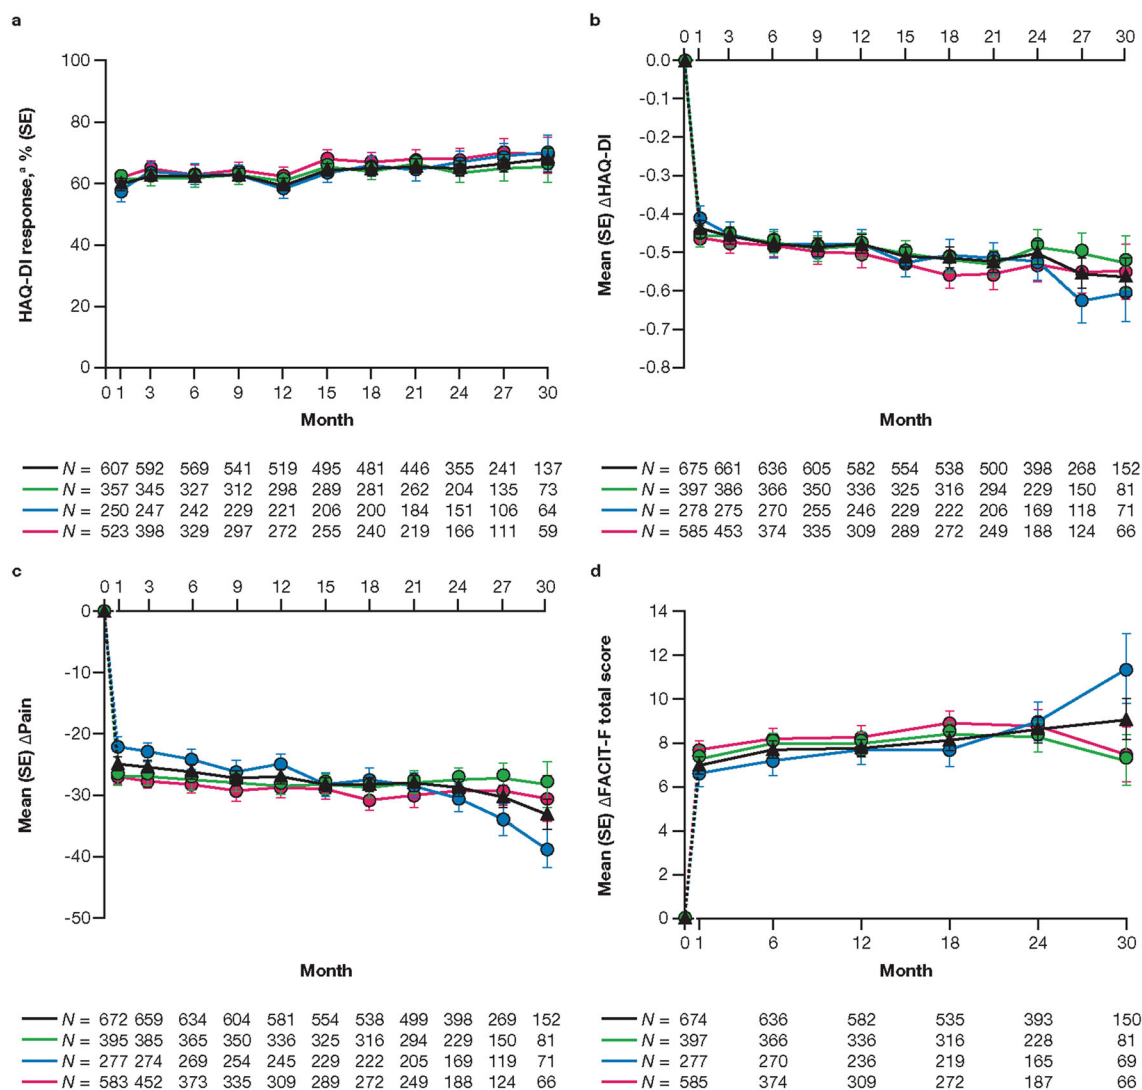 a
HAQ-DI response,ᵃ % (SE)
100
80
60
40
20
0
0 1 3 6 9 12 15 18 21 24 27 30
Month
N = 607 592 569 541 519 495 481 446 355 241 137
N = 357 345 327 312 298 289 281 262 204 135 73
N = 250 247 242 229 221 206 200 184 151 106 64
N = 523 398 329 297 272 255 240 219 166 111 59
b
0 1 3 6 9 12 15 18 21 24 27 30
Mean (SE) ΔHAQ-DI
0.0
-0.1
-0.2
-0.3
-0.4
-0.5
-0.6
-0.7
-0.8
Month
N = 675 661 636 605 582 554 538 500 398 268 152
N = 397 386 366 350 336 325 316 294 229 150 81
N = 278 275 270 255 246 229 222 206 169 118 71
N = 585 453 374 335 309 289 272 249 188 124 66
c
0 1 3 6 9 12 15 18 21 24 27 30
Mean (SE) ΔPain
0
-10
-20
-30
-40
-50
Month
N = 672 659 634 604 581 554 538 499 398 269 152
N = 395 385 365 350 336 325 316 294 229 150 81
N = 277 274 269 254 245 229 222 205 169 119 71
N = 583 452 373 335 309 289 272 249 188 124 66
d
Mean (SE) ΔFACIT-F total score
14
12
10
8
6
4
2
0
0 1 6 12 18 24 30
Month
N = 674 636 582 535 393 150
N = 397 366 336 316 228 81
N = 277 270 236 219 165 69
N = 585 374 309 272 187 66